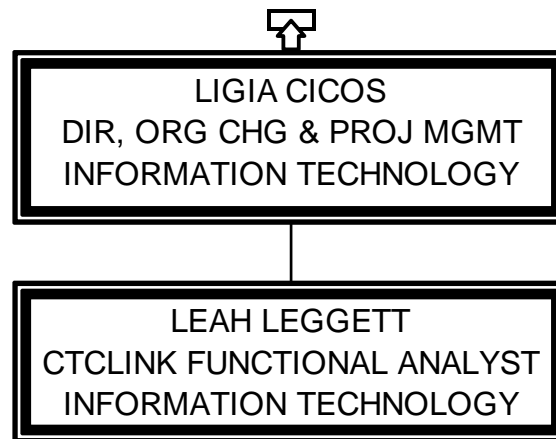 LIGIA CICOS
DIR, ORG CHG & PROJ MGMT
INFORMATION TECHNOLOGY
LEAH LEGGETT
CTCLINK FUNCTIONAL ANALYST
INFORMATION TECHNOLOGY